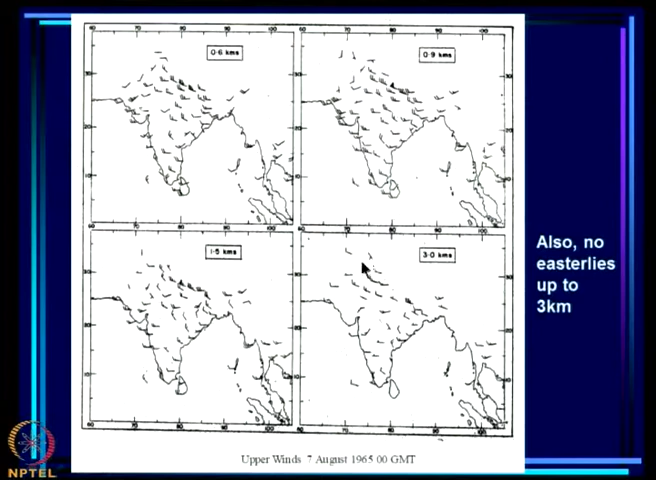 0.6 kms
0.9 kms
1.5 kms
3.0 kms
Also, no
easterlies
up to
3km
Upper Winds 7 August 1965 00 GMT
NPTEL